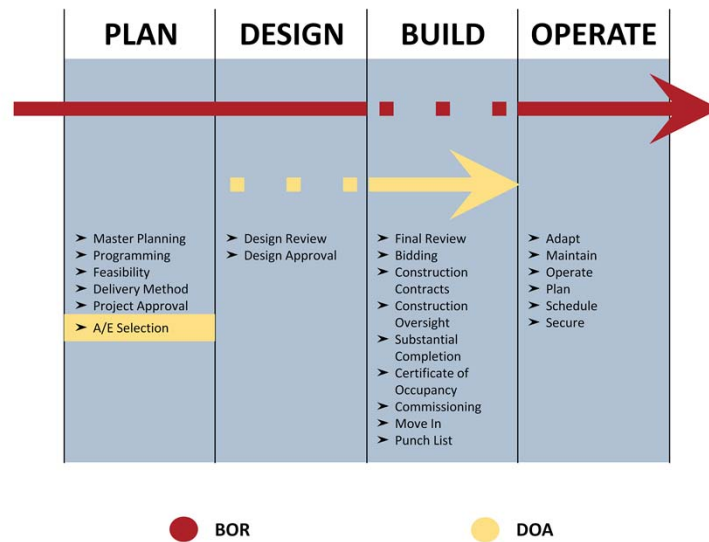 PLAN
DESIGN
BUILD
OPERATE
➤ Master Planning
➤ Programming
➤ Feasibility
➤ Delivery Method
➤ Project Approval
➤ A/E Selection
➤ Design Review
➤ Design Approval
➤ Final Review
➤ Bidding
➤ Construction
Contracts
➤ Construction
Oversight
➤ Substantial
Completion
➤ Certificate of
Occupancy
➤ Commissioning
➤ Move In
➤ Punch List
➤ Adapt
➤ Maintain
➤ Operate
➤ Plan
➤ Schedule
➤ Secure
BOR
DOA